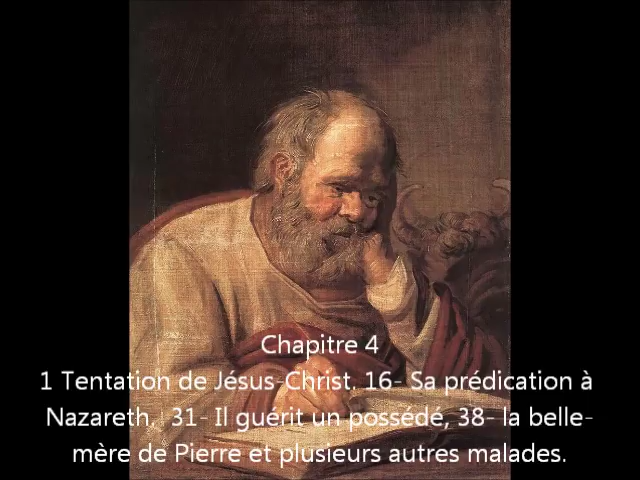 Chapitre 4
1 Tentation de Jésus-Christ. 16- Sa prédication à
Nazareth,  31- Il guérit un possédé, 38- la belle-
mère de Pierre et plusieurs autres malades.